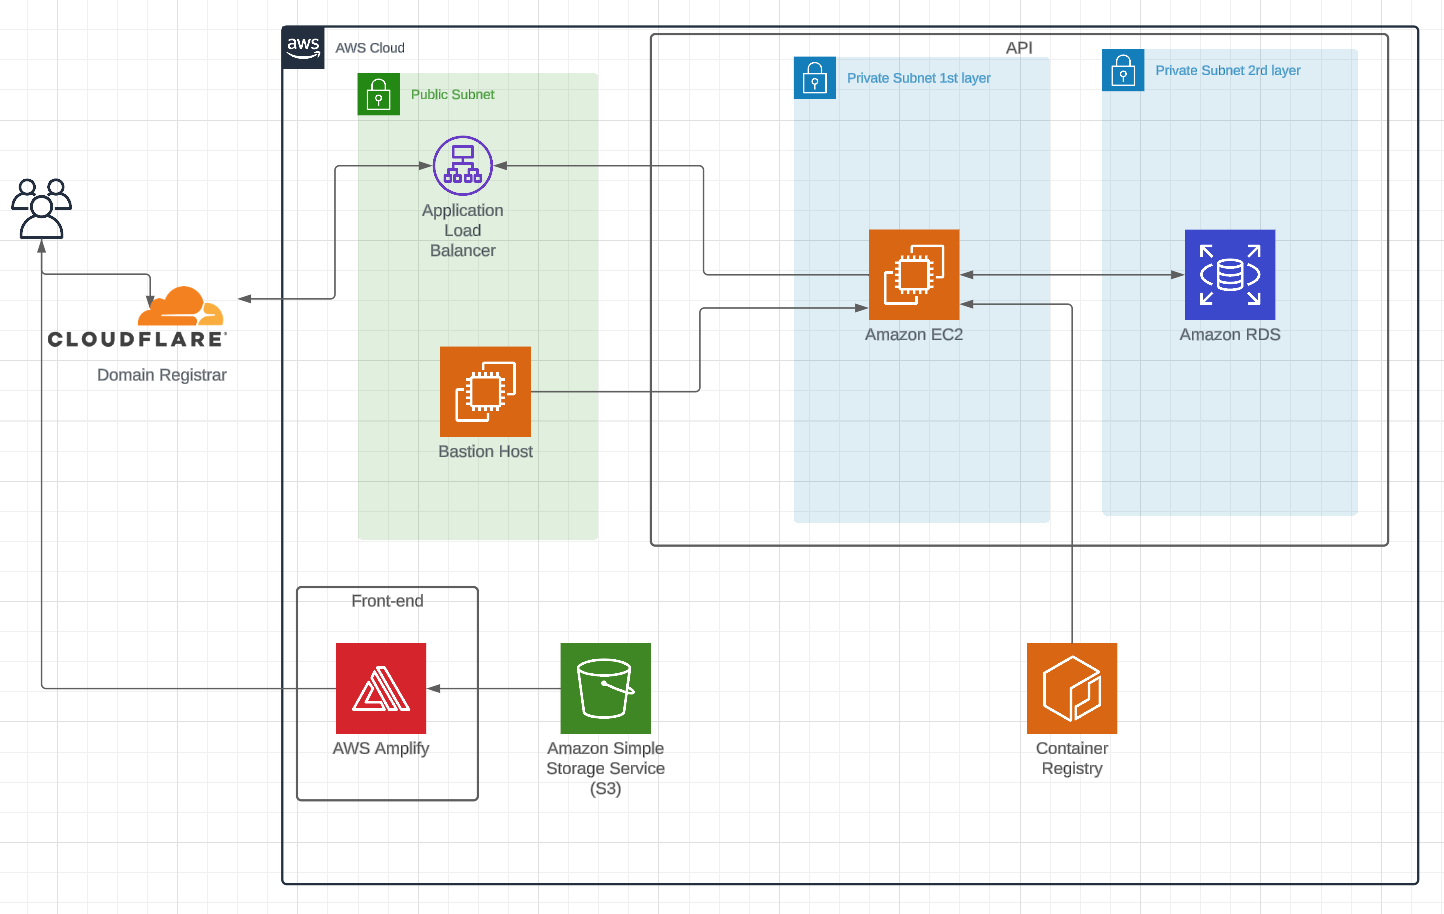 aws
AWS Cloud
API
Public Subnet
Private Subnet 1st layer
Private Subnet 2rd layer
Application
Load
Balancer
CLOUDFLARE
Domain Registrar
Amazon EC2
Amazon RDS
Bastion Host
Front-end
AWS Amplify
Amazon Simple
Storage Service
(S3)
Container
Registry